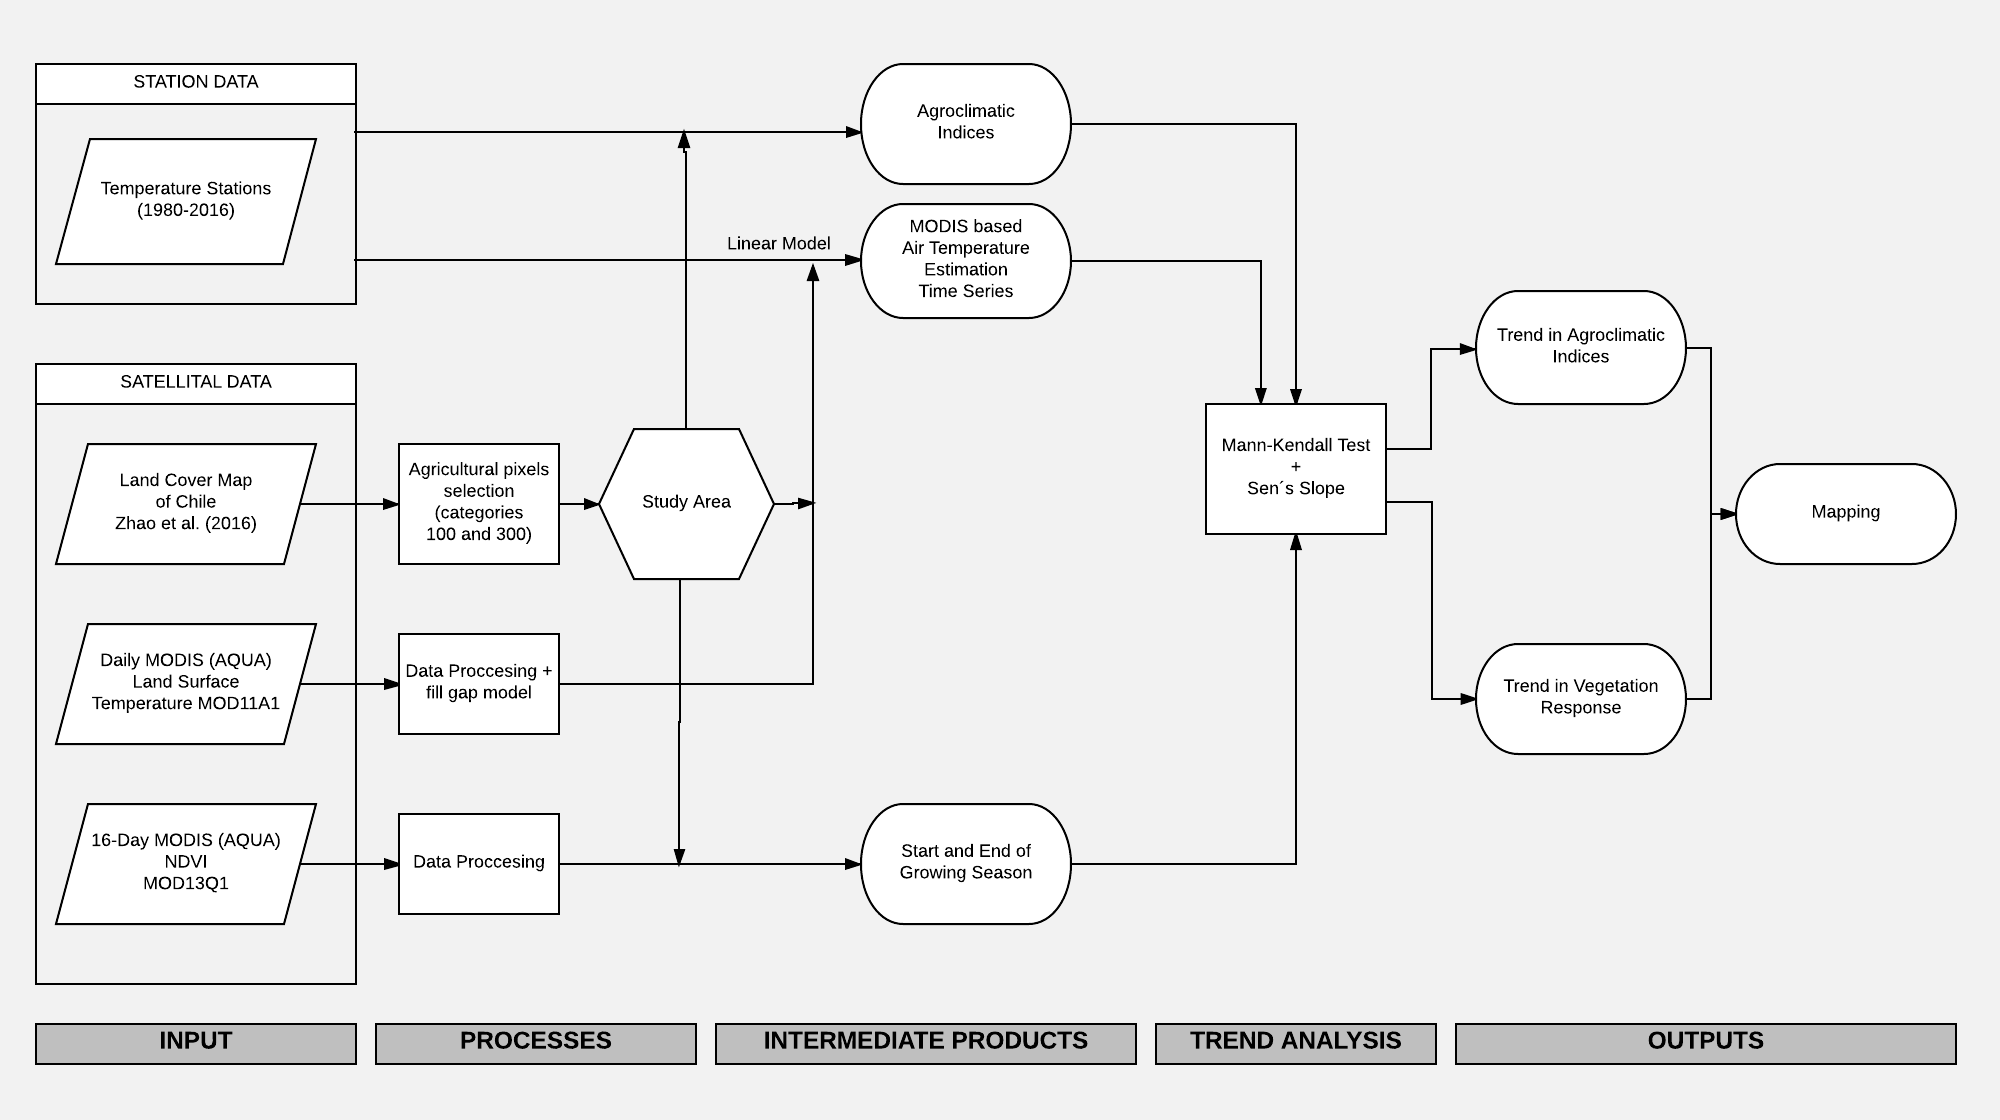 STATION DATA
Temperature Stations
(1980-2016)
SATELLITAL DATA
Land Cover Map
of Chile
Zhao et al. (2016)
Daily MODIS (AQUA)
Land Surface
Temperature MOD11A1
16-Day MODIS (AQUA)
NDVI
MOD13Q1
Agricultural pixels
selection
(categories
100 and 300)
Data Proccesing +
fill gap model
Data Proccesing
Study Area
Linear Model
Agroclimatic
Indices
MODIS based
Air Temperature
Estimation
Time Series
Start and End of
Growing Season
Mann-Kendall Test
+
Sen´s Slope
Trend in Agroclimatic
Indices
Trend in Vegetation
Response
Mapping
INPUT
PROCESSES
INTERMEDIATE PRODUCTS
TREND ANALYSIS
OUTPUTS